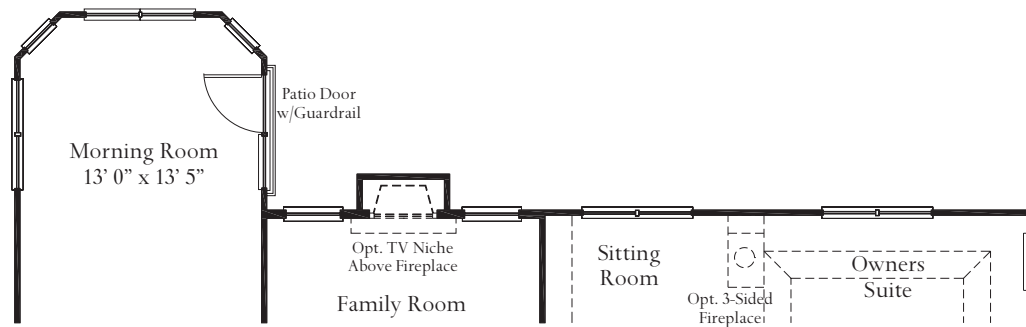 Patio Door
w/Guardrail
Morning Room
13' 0” x 13' 5”
Opt. TV Niche
Above Fireplace
Family Room
Sitting
Room
Opt. 3-Sided
Fireplace
Owners
Suite